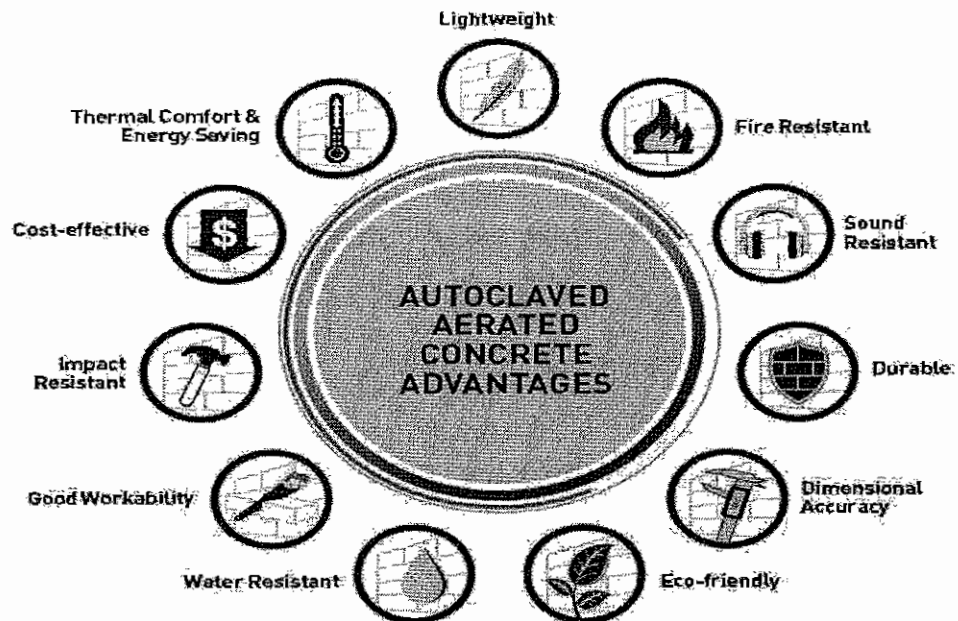 Lightweight
Thermal Comfort &
Energy Saving
Fire Resistant
Cost-effective
$
Sound
Resistant
AUTOCLAVED
AERATED
CONCRETE
ADVANTAGES
Impact
Resistant
Durable
Good Workability
Dimensional
Accuracy
Water Resistant
Eco-friendly